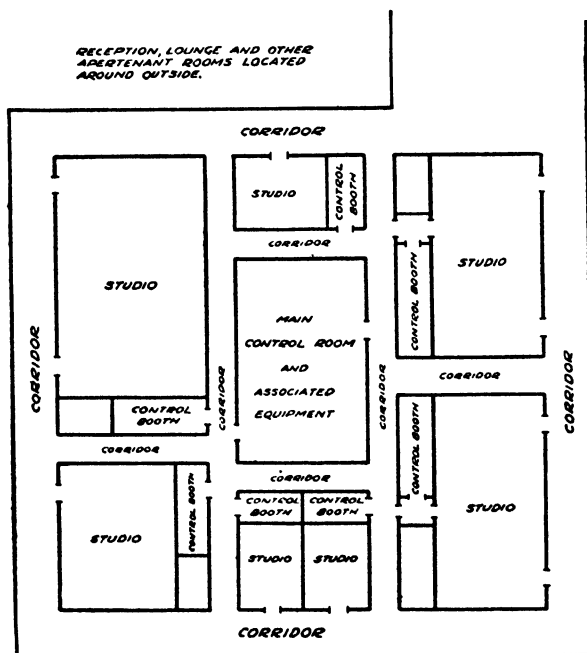 RECEPTION, LOUNGE AND OTHER
APERTENANT ROOMS LOCATED
AROUND OUTSIDE.
CORRIDOR
STUDIO
CONTROL
BOOTH
CORRIDOR
STUDIO
CONTROL BOOTH
STUDIO
MAIN
CONTROL ROOM
AND
ASSOCIATED
EQUIPMENT
CORRIDOR
CORRIDOR
CORRIDOR
CORRIDOR
CORRIDOR
CONTROL
BOOTH
CORRIDOR
CORRIDOR
CONTROL BOOTH
STUDIO
CONTROL BOOTH
STUDIO
CONTROL
BOOTH
CONTROL
BOOTH
STUDIO
STUDIO
CORRIDOR